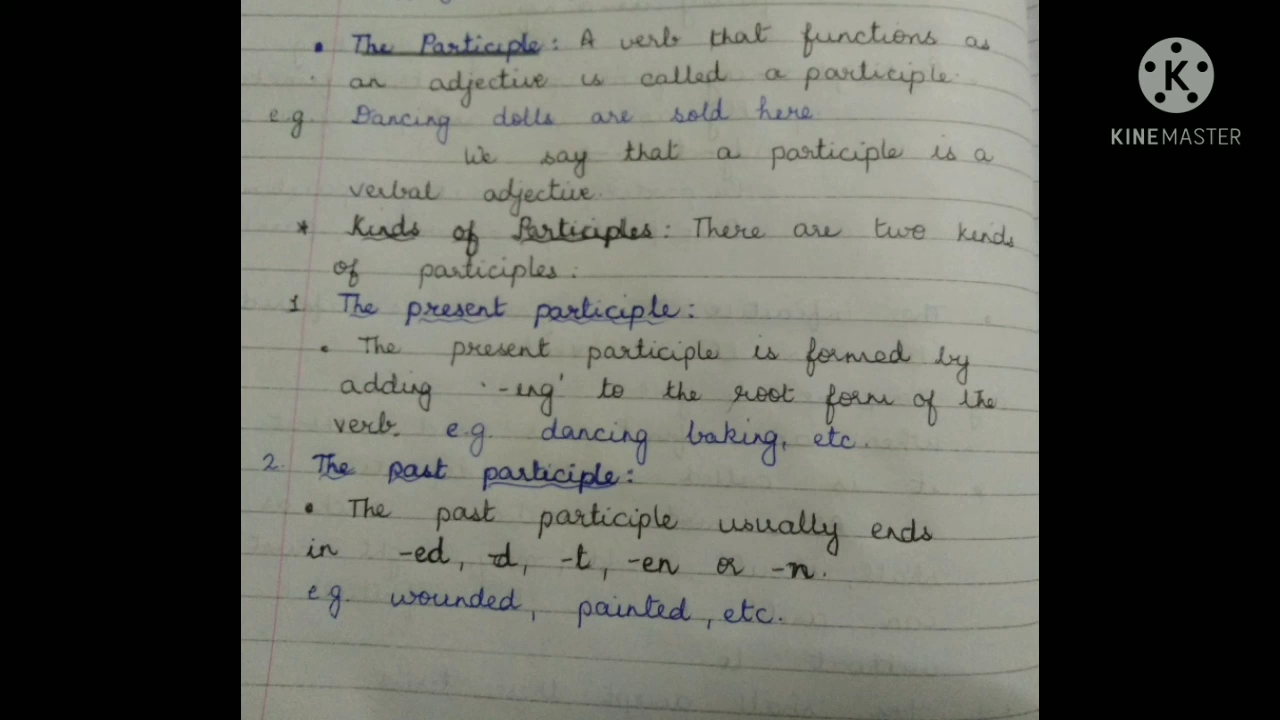 • The Participle : A verb that functions as
an adjective is called a participle.
e.g. Dancing dolls are sold here
We say that a participle is a
verbal adjective.
* Kinds of Participles : There are two kinds
of participles :
1. The present participle :
• The present participle is formed by
adding '-ing' to the root form of the
verb. e.g. dancing baking, etc.
2. The past participle :
• The past participle usually ends
in -ed, -d, -t, -en or -n.
e.g. wounded, painted, etc.
K
KINEMASTER